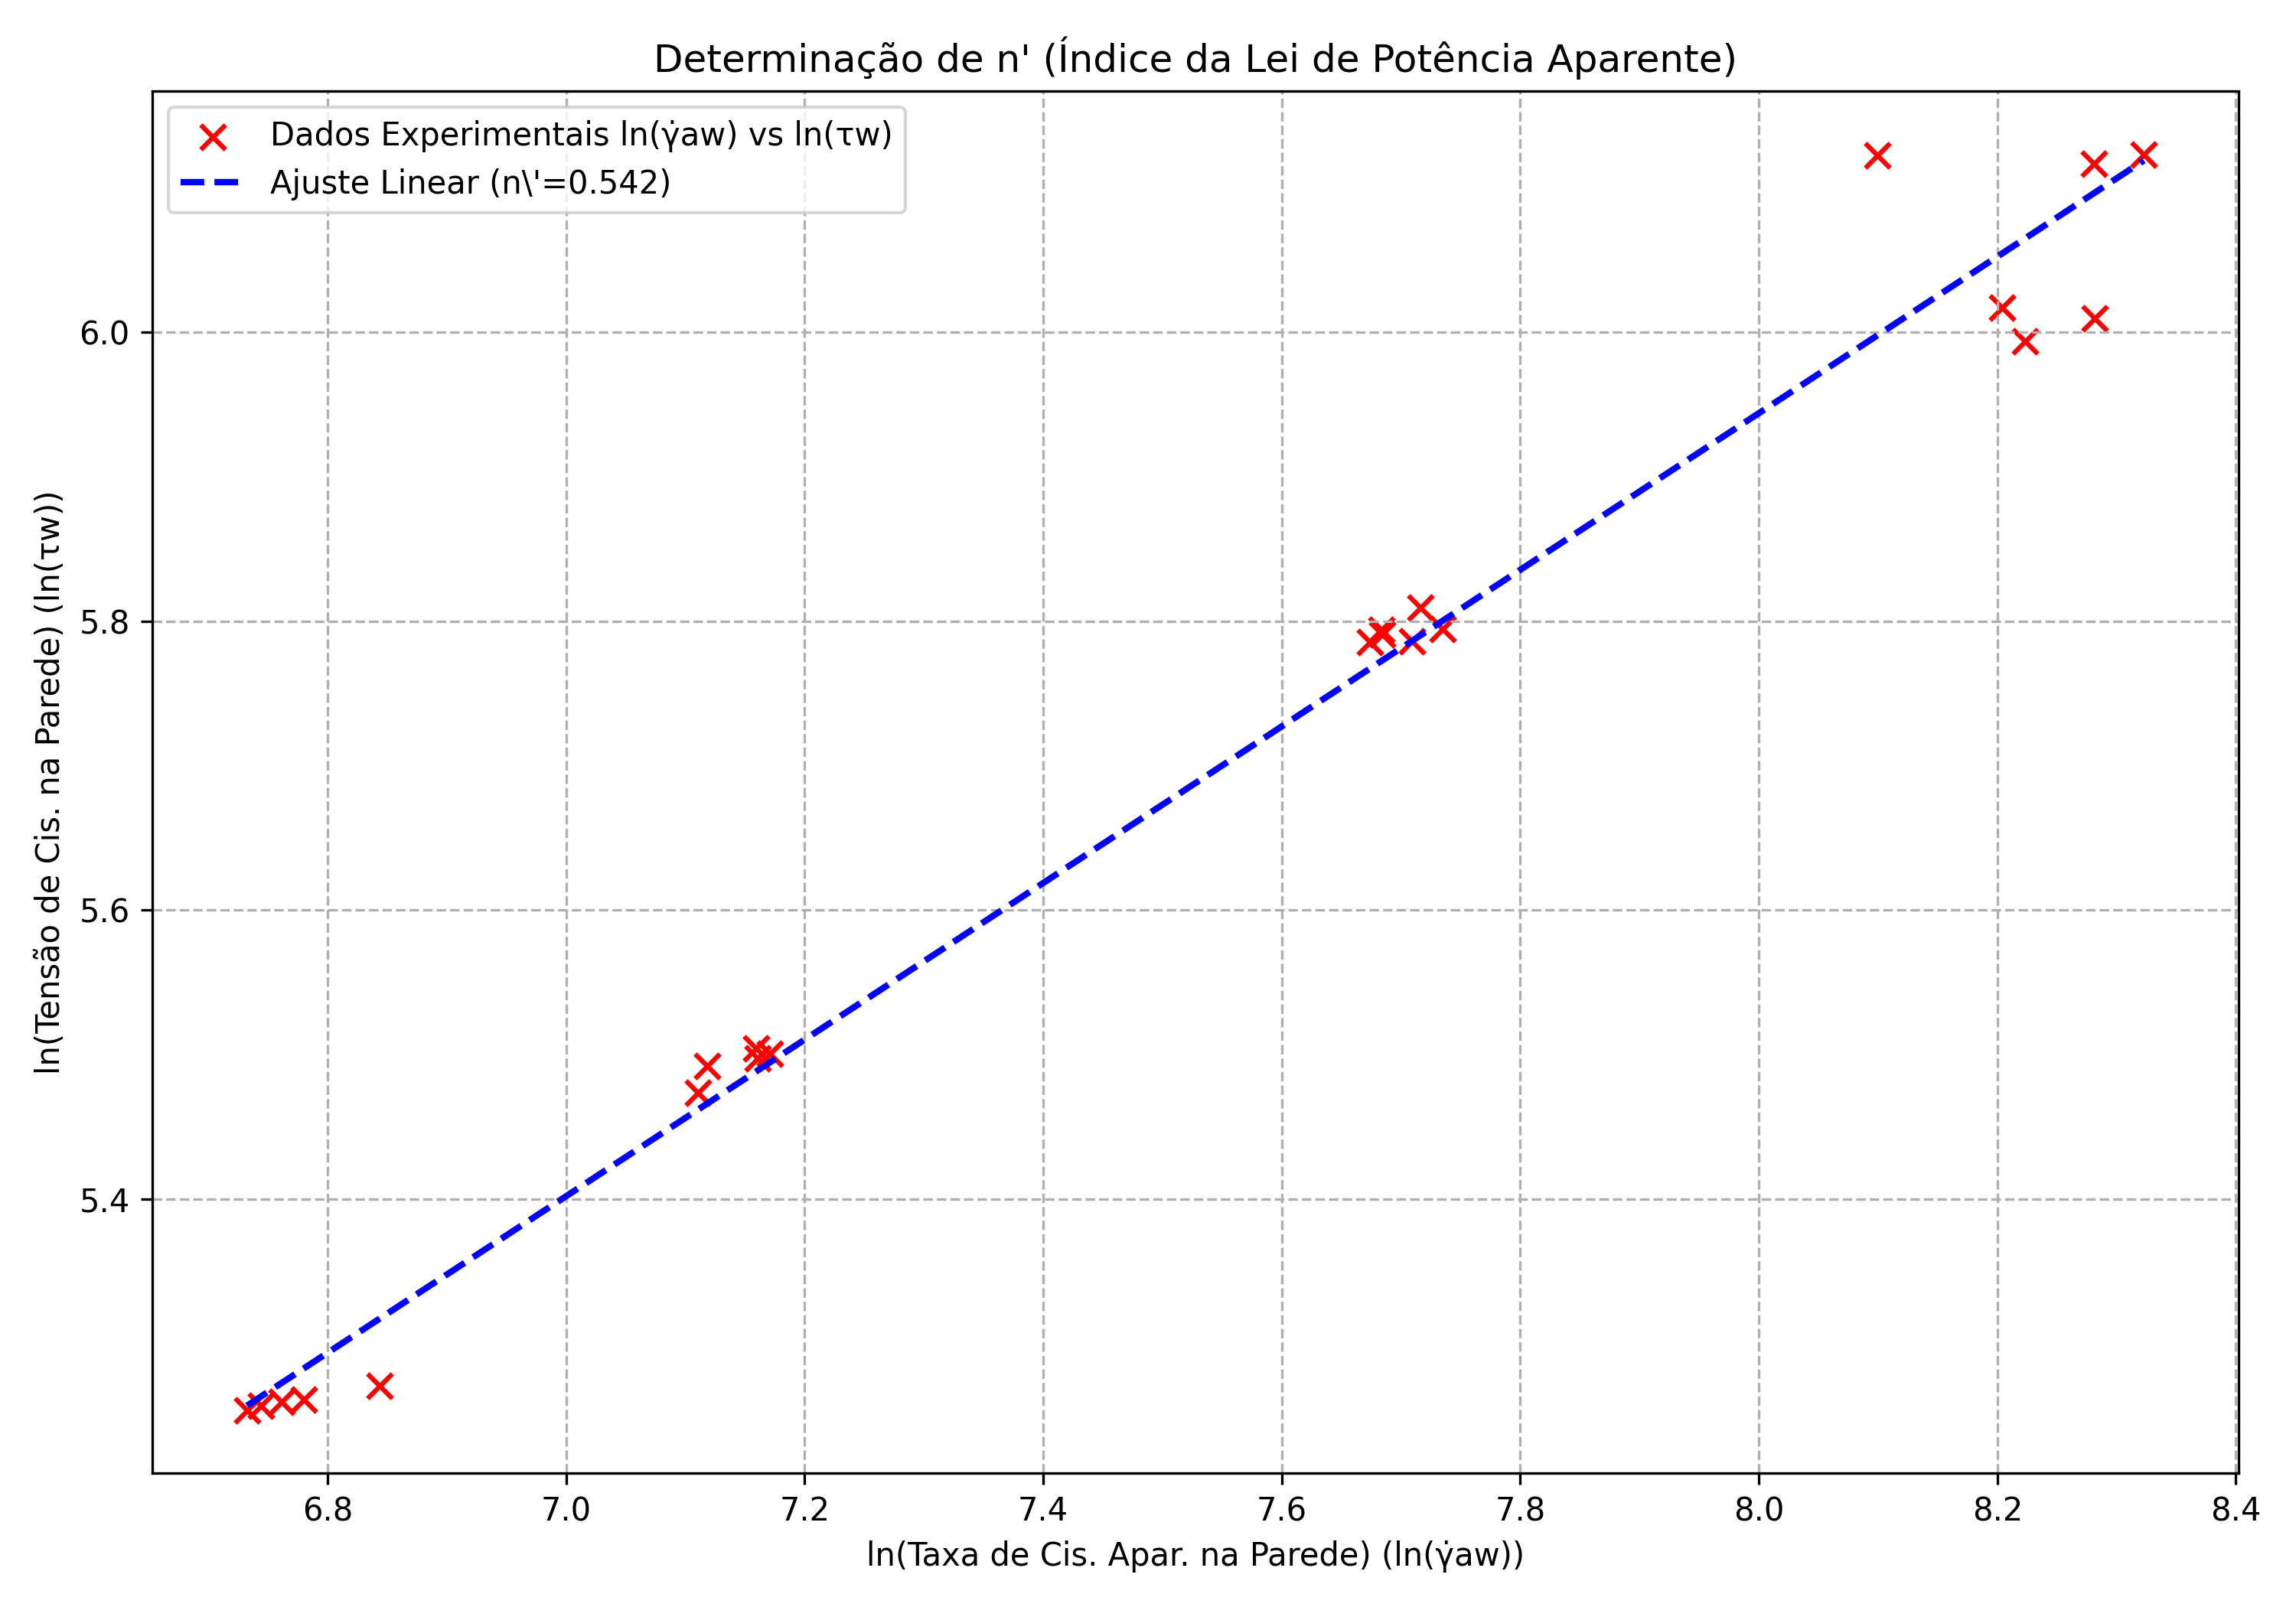 Determinação de n' (Índice da Lei de Potência Aparente)
Dados Experimentais ln(γ̇aw) vs ln(τw)
Ajuste Linear (n\'=0.542)
ln(Tensão de Cis. na Parede) (ln(τw))
6.0
5.8
5.6
5.4
6.8 7.0 7.2 7.4 7.6 7.8 8.0 8.2 8.4
ln(Taxa de Cis. Apar. na Parede) (ln(γ̇aw))